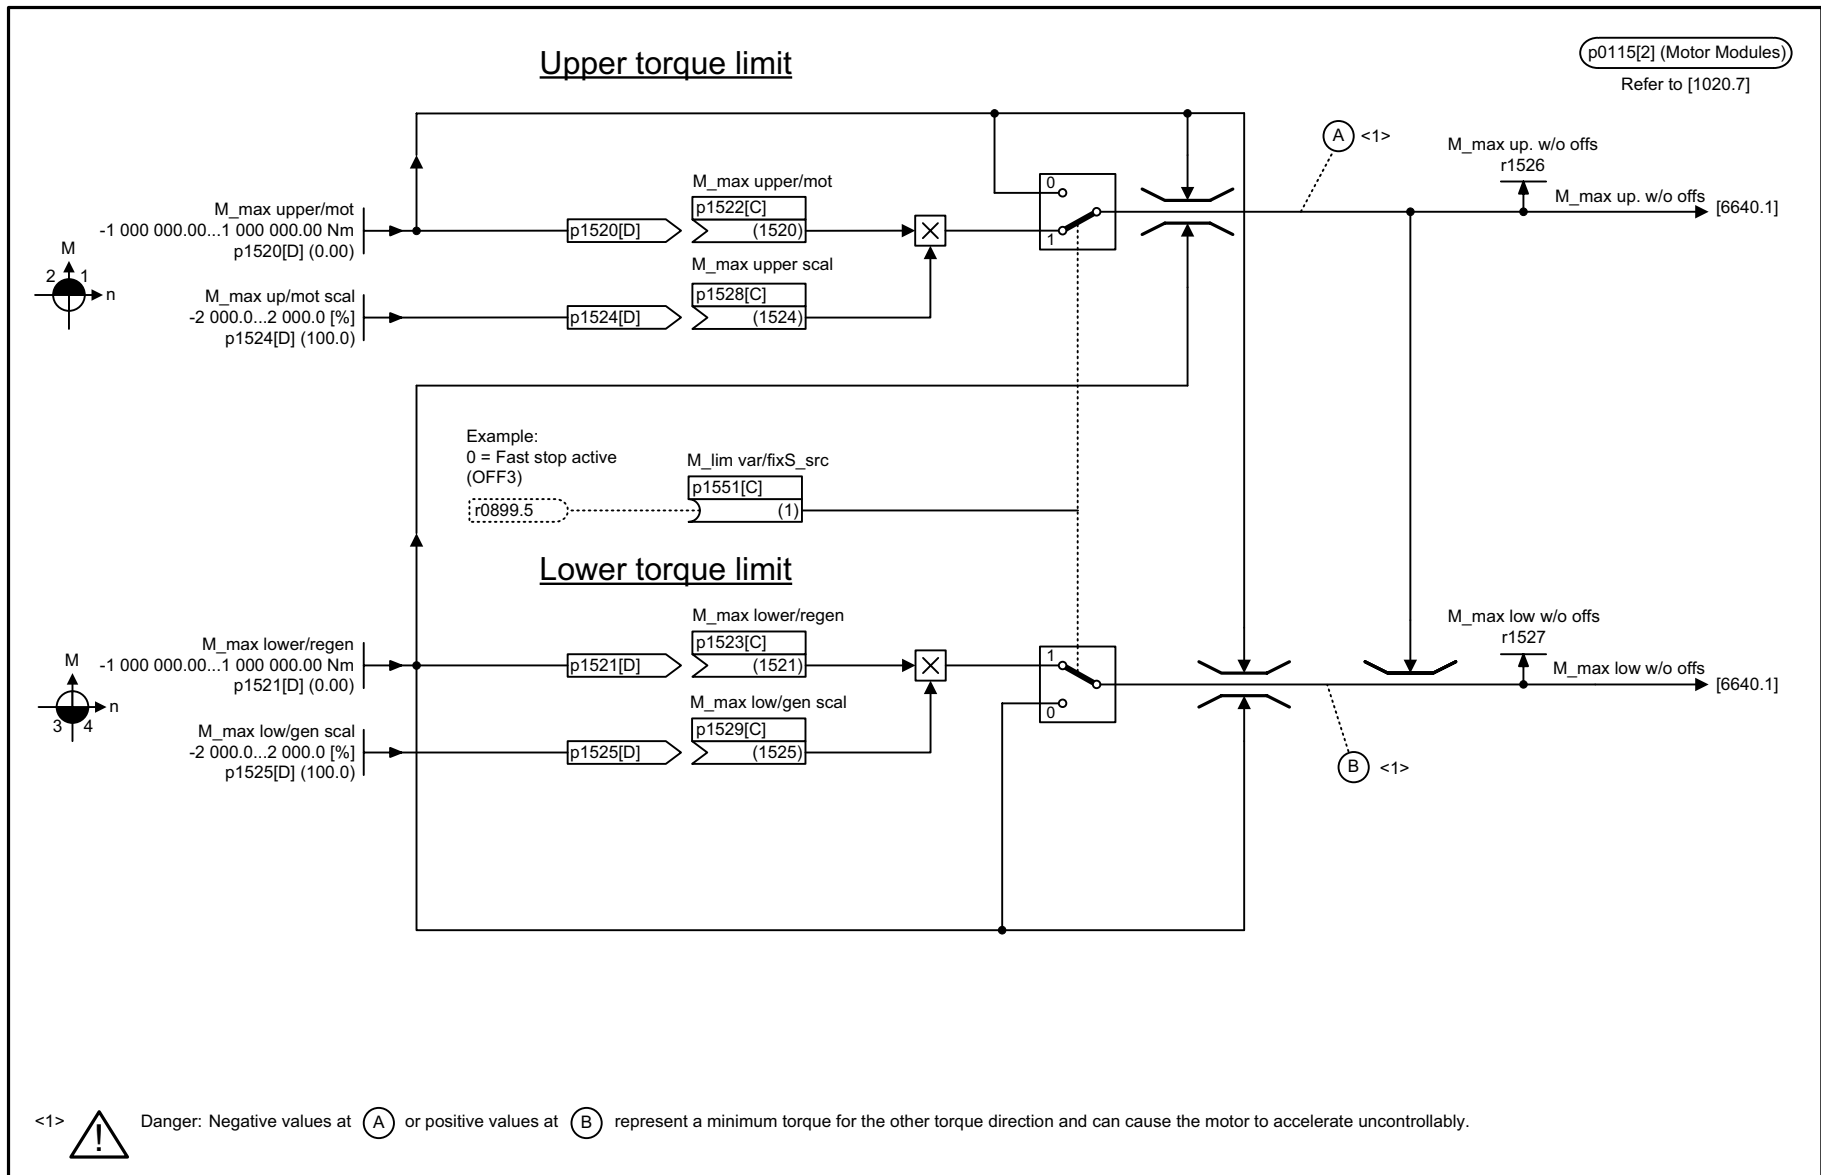 Upper torque limit
p0115[2] (Motor Modules)
Refer to [1020.7]
A <1>
M_max up. w/o offs
r1526
M_max up. w/o offs
[6640.1]
M_max upper/mot
-1 000 000.00...1 000 000.00 Nm
p1520[D] (0.00)
p1520[D]
M_max upper/mot
p1522[C]
(1520)
0
1
M
2 1
n
M_max up/mot scal
-2 000.0...2 000.0 [%]
p1524[D] (100.0)
p1524[D]
M_max upper scal
p1528[C]
(1524)
Example:
0 = Fast stop active
(OFF3)
r0899.5
M_lim var/fixS_src
p1551[C]
(1)
Lower torque limit
M_max lower/regen
-1 000 000.00...1 000 000.00 Nm
p1521[D] (0.00)
p1521[D]
M_max lower/regen
p1523[C]
(1521)
1
0
M_max low w/o offs
r1527
M_max low w/o offs
[6640.1]
M
n
3 4
M_max low/gen scal
-2 000.0...2 000.0 [%]
p1525[D] (100.0)
p1525[D]
M_max low/gen scal
p1529[C]
(1525)
B <1>
<1> ! Danger: Negative values at A or positive values at B represent a minimum torque for the other torque direction and can cause the motor to accelerate uncontrollably.